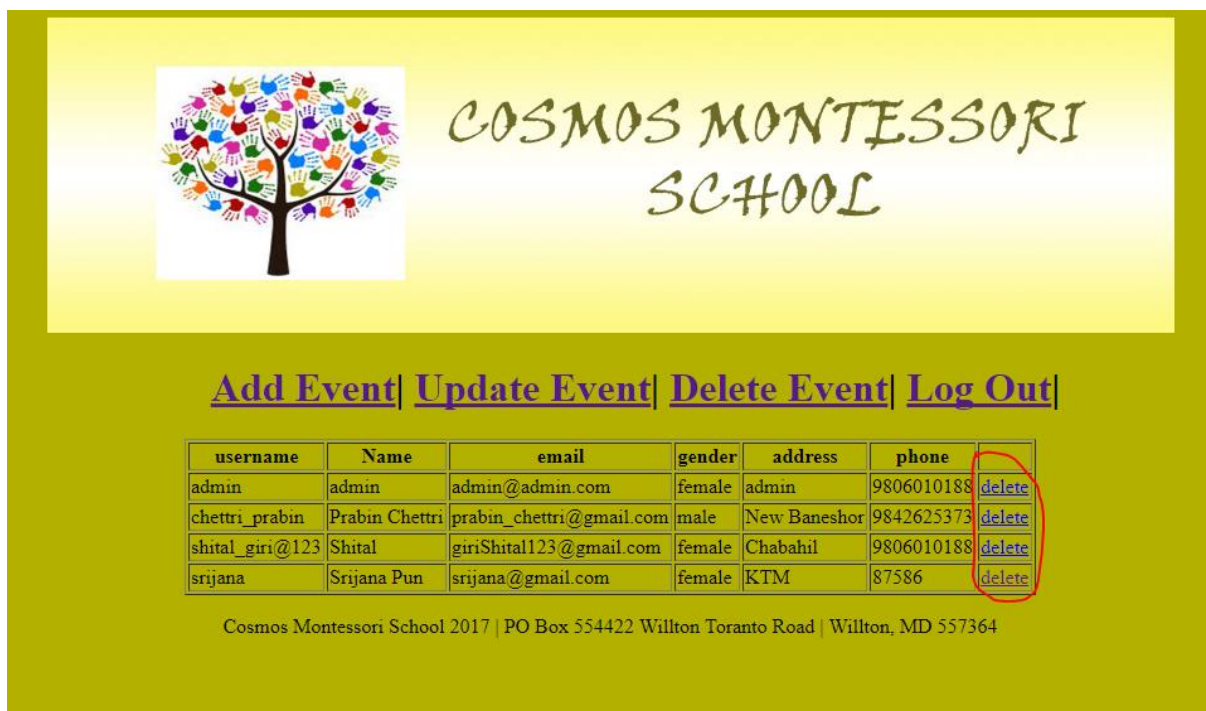 COSMOS MONTESSORI
SCHOOL
Add Event| Update Event| Delete Event| Log Out|
username Name email gender address phone
admin admin admin@admin.com female admin 9806010188 delete
chettri_prabin Prabin Chettri prabin_chettri@gmail.com male New Baneshor 9842625373 delete
shital_giri@123 Shital giriShital123@gmail.com female Chabahil 9806010188 delete
srijana Srijana Pun srijana@gmail.com female KTM 87586 delete
Cosmos Montessori School 2017 | PO Box 554422 Willton Toranto Road | Willton, MD 557364